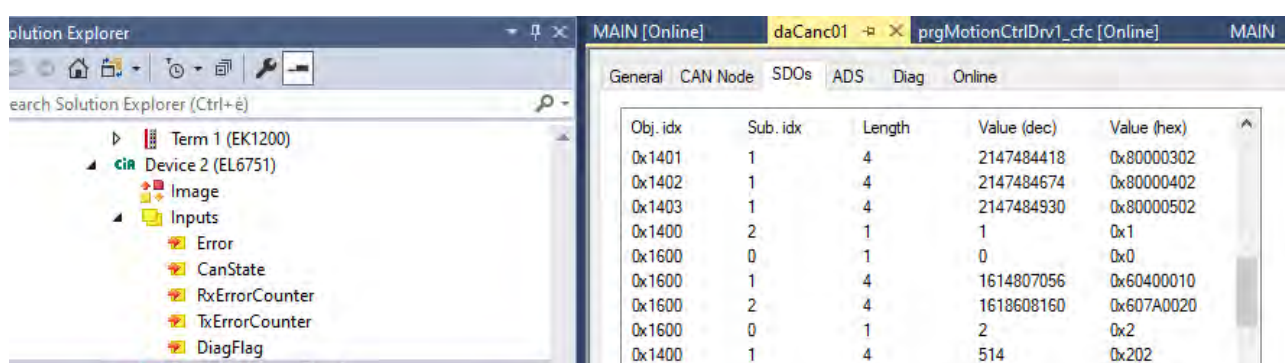 olution Explorer
earch Solution Explorer (Ctrl+è)
Term 1 (EK1200)
CiA Device 2 (EL6751)
Image
Inputs
Error
CanState
RxErrorCounter
TxErrorCounter
DiagFlag
MAIN [Online] daCanc01 prgMotionCtrlDrv1_cfc [Online] MAIN
General CAN Node SDOs ADS Diag Online
Obj. idx Sub. idx Length Value (dec) Value (hex)
0x1401 1 4 2147484418 0x80000302
0x1402 1 4 2147484674 0x80000402
0x1403 1 4 2147484930 0x80000502
0x1400 2 1 1 0x1
0x1600 0 1 0 0x0
0x1600 1 4 1614807056 0x60400010
0x1600 2 4 1618608160 0x607A0020
0x1600 0 1 2 0x2
0x1400 1 4 514 0x202